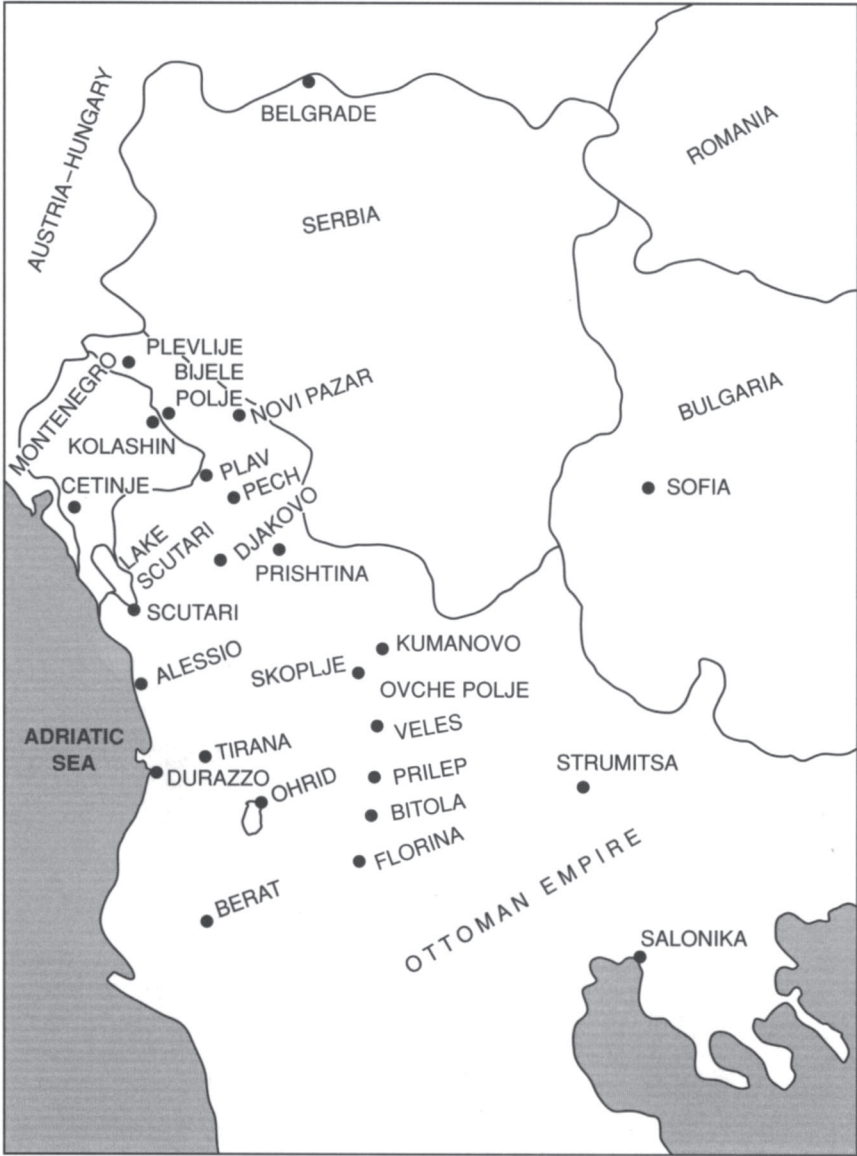 BELGRADE
ROMANIA
AUSTRIA–HUNGARY
SERBIA
PLEVLIJE
BIJELE
POLJE
MONTENEGRO
NOVI PAZAR
BULGARIA
KOLASHIN
PLAV
CETINJE
PECH
SOFIA
LAKE
SCUTARI
DJAKOVO
PRISHTINA
SCUTARI
KUMANOVO
ALESSIO
SKOPLJE
OVCHE POLJE
VELES
ADRIATIC
SEA
TIRANA
DURAZZO
OHRID
PRILEP
STRUMITSA
BITOLA
FLORINA
BERAT
OTTOMAN EMPIRE
SALONIKA